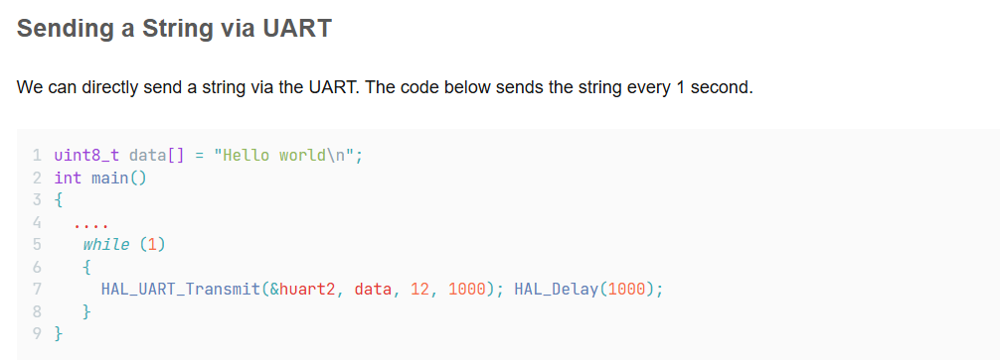 Sending a String via UART
We can directly send a string via the UART. The code below sends the string every 1 second.
1 uint8_t data[] = "Hello world\n";
2 int main()
3 {
4   ....
5    while (1)
6    {
7      HAL_UART_Transmit(&huart2, data, 12, 1000); HAL_Delay(1000);
8    }
9 }